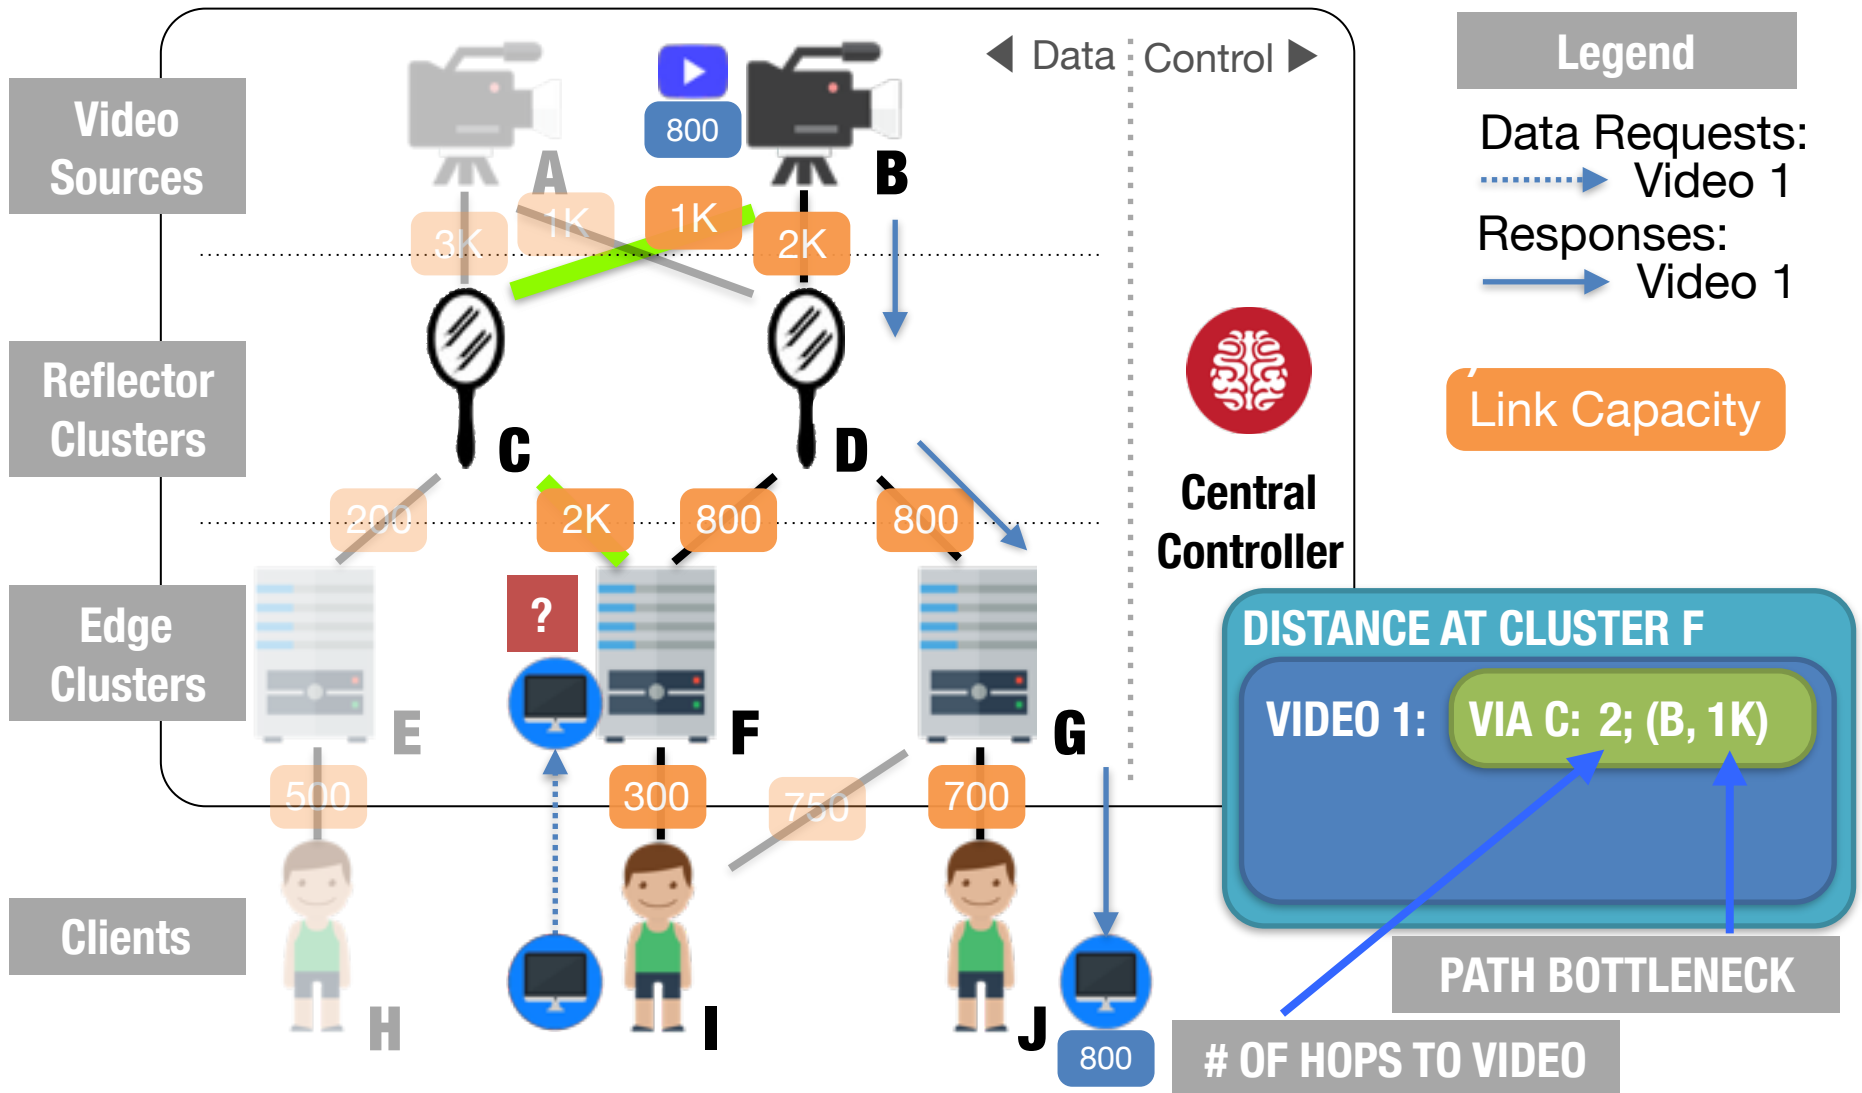 Data
Control
Legend
Video
Sources
800
A
B
Data Requests:
Video 1
Responses:
Video 1
3K
1K
1K
2K
Link Capacity
Reflector
Clusters
C
D
Central
Controller
200
2K
800
800
Edge
Clusters
?
E
F
G
DISTANCE AT CLUSTER F
VIDEO 1:
VIA C: 2; (B, 1K)
500
300
750
700
Clients
H
I
J
800
PATH BOTTLENECK
# OF HOPS TO VIDEO